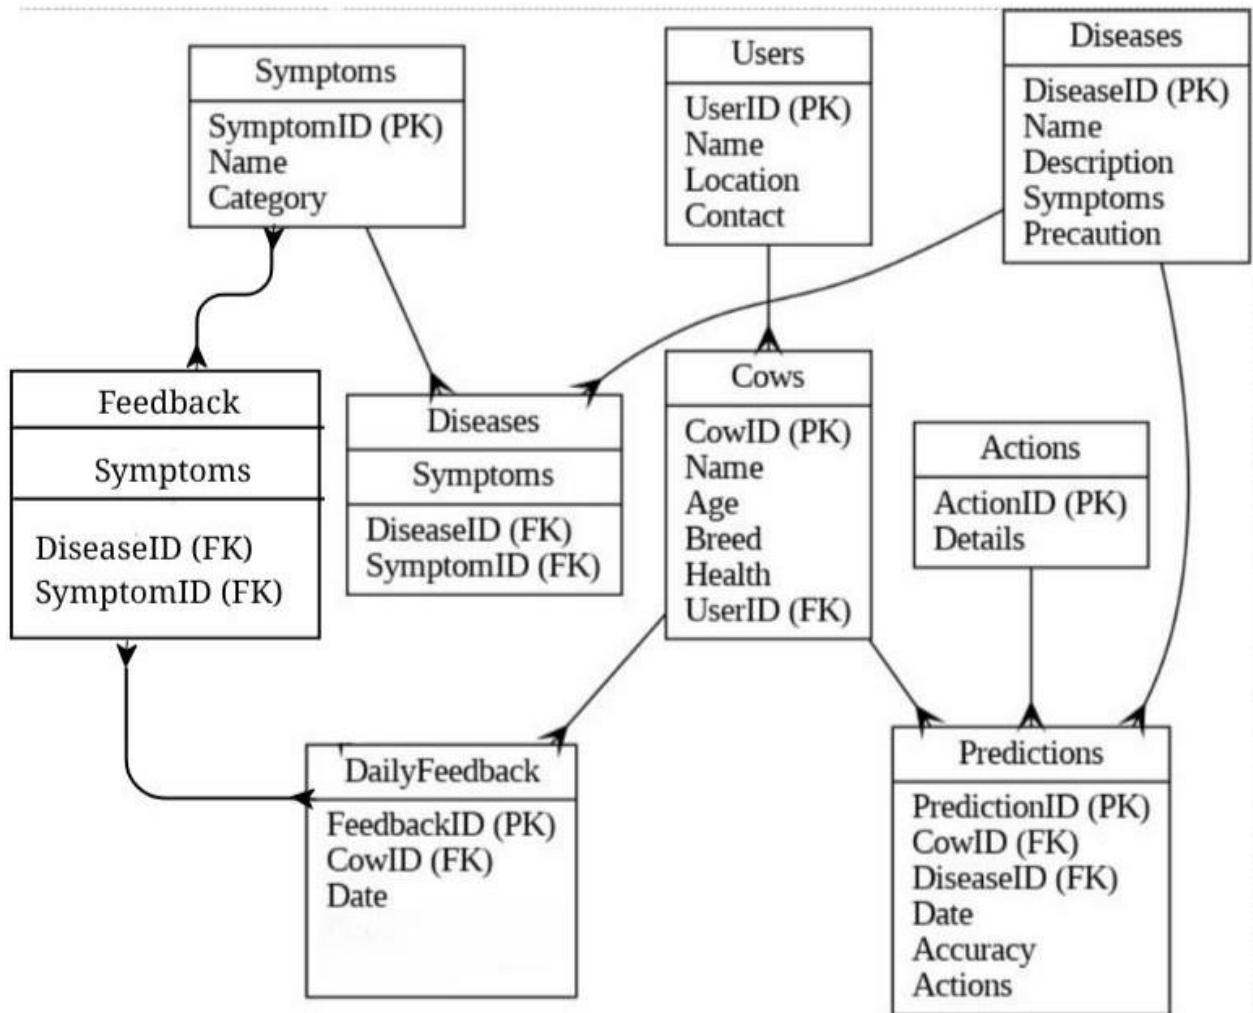 Symptoms
SymptomID (PK)
Name
Category
Users
UserID (PK)
Name
Location
Contact
Diseases
DiseaseID (PK)
Name
Description
Symptoms
Precaution
Feedback
Symptoms
DiseaseID (FK)
SymptomID (FK)
Diseases
Symptoms
DiseaseID (FK)
SymptomID (FK)
Cows
CowID (PK)
Name
Age
Breed
Health
UserID (FK)
Actions
ActionID (PK)
Details
DailyFeedback
FeedbackID (PK)
CowID (FK)
Date
Predictions
PredictionID (PK)
CowID (FK)
DiseaseID (FK)
Date
Accuracy
Actions